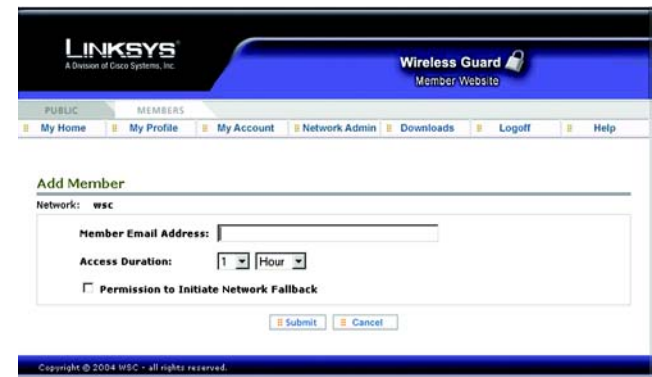 LINKSYS®
A Division of Cisco Systems, Inc.
Wireless Guard
Member Website
PUBLIC MEMBERS
My Home My Profile My Account Network Admin Downloads Logoff Help
Add Member
Network: wsc
Member Email Address:
Access Duration: 1 Hour
Permission to Initiate Network Fallback
Submit Cancel
Copyright © 2004 WSC - all rights reserved.